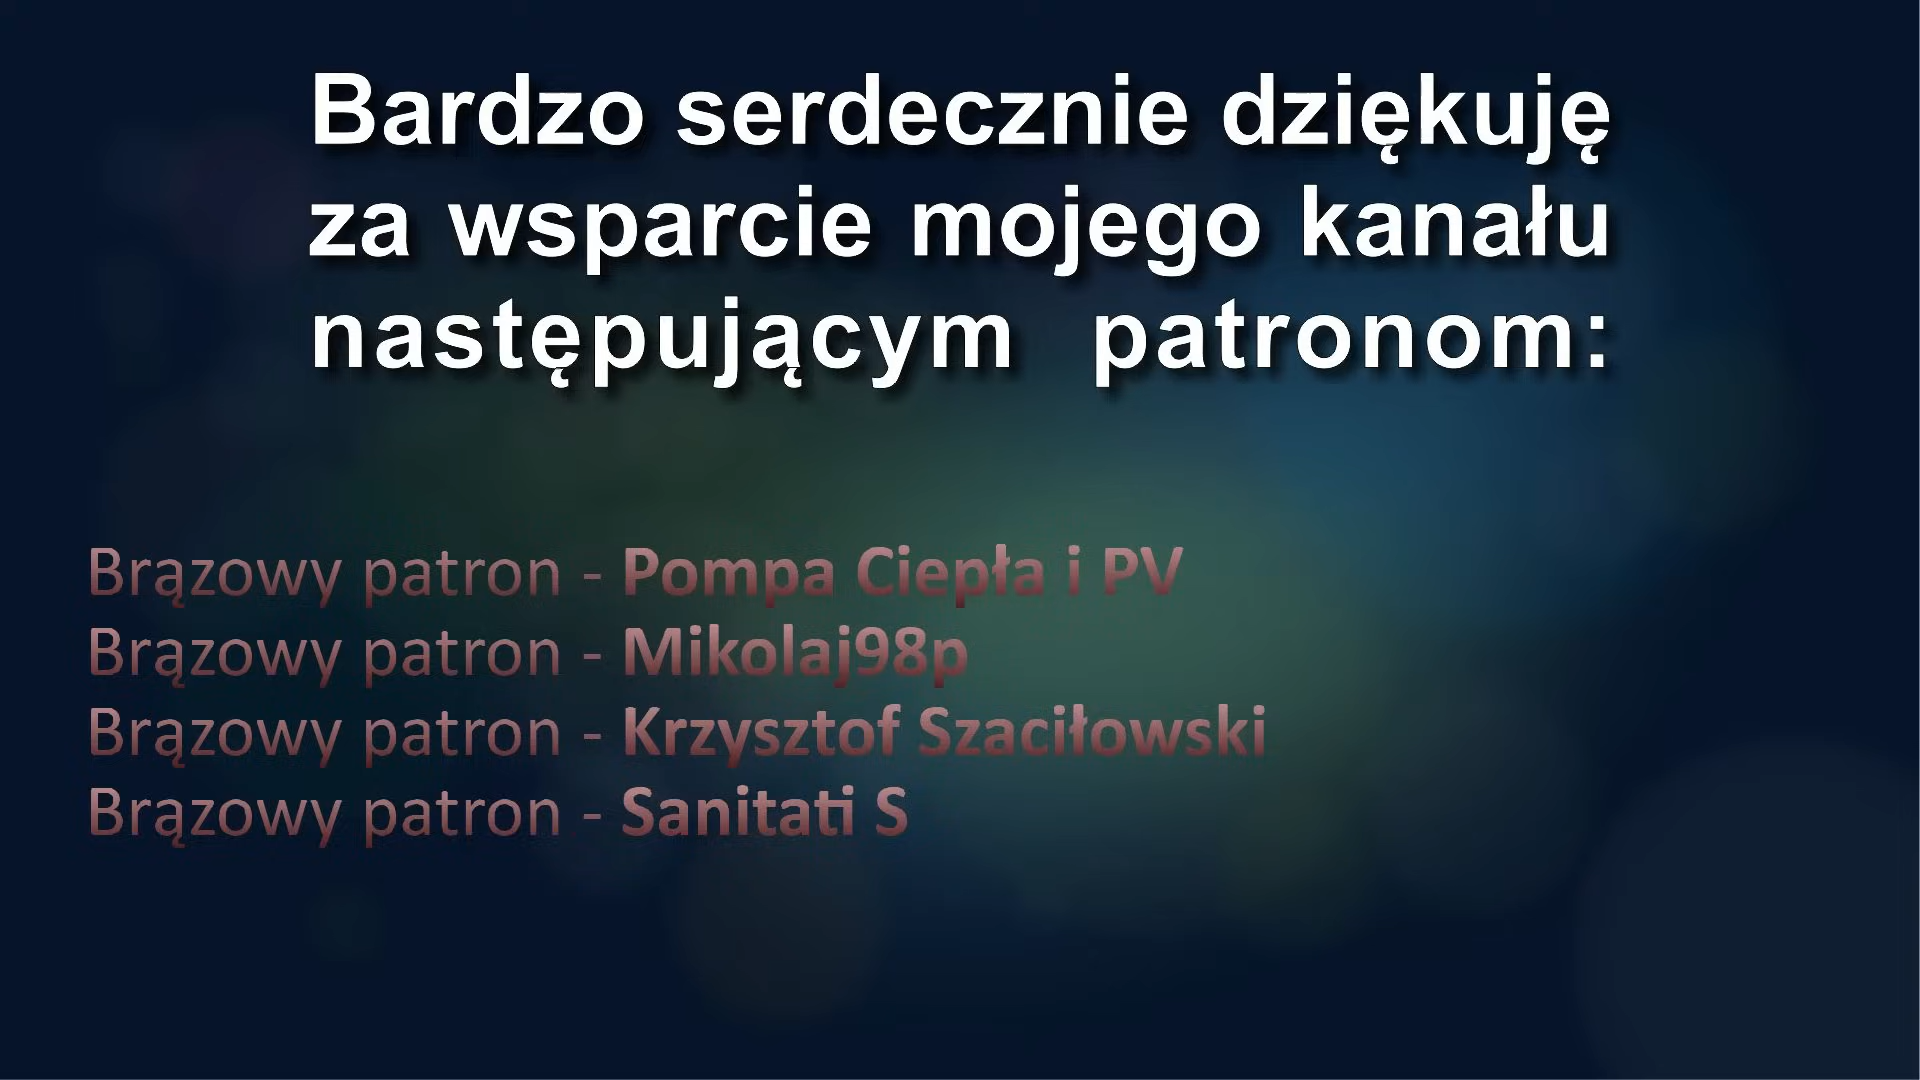 Bardzo serdecznie dziękuję
za wsparcie mojego kanału
następującym patronom:
Brązowy patron - Pompa Ciepła i PV
Brązowy patron - Mikolaj98p
Brązowy patron - Krzysztof Szaciłowski
Brązowy patron - Sanitati S